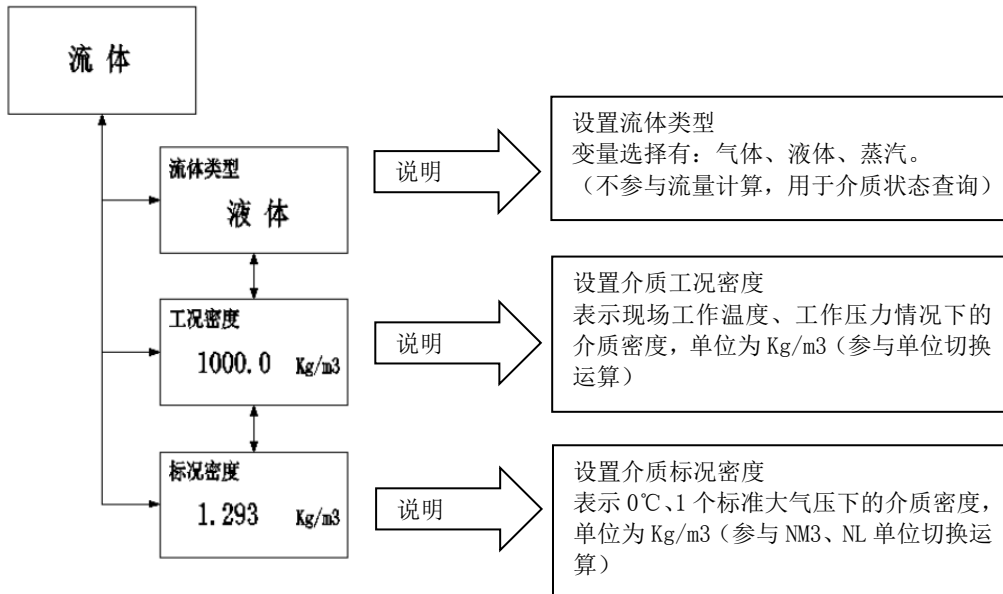 流 体
流体类型
液 体
说明
设置流体类型
变量选择有：气体、液体、蒸汽。
（不参与流量计算，用于介质状态查询）
工况密度
1000.0 Kg/m3
说明
设置介质工况密度
表示现场工作温度、工作压力情况下的
介质密度，单位为 Kg/m3（参与单位切换
运算）
标况密度
1.293 Kg/m3
说明
设置介质标况密度
表示 0℃、1 个标准大气压下的介质密度，
单位为 Kg/m3（参与 NM3、NL 单位切换运
算）